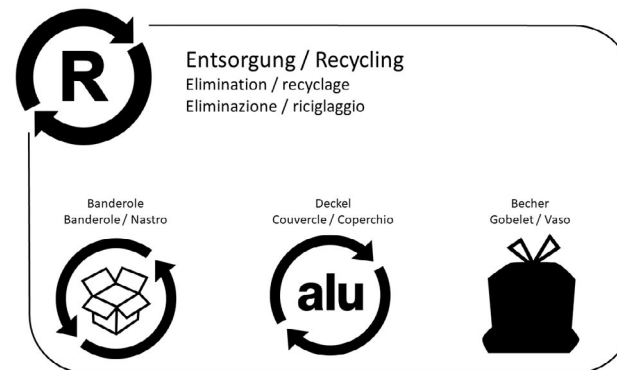 R
Entsorgung / Recycling
Elimination / recyclage
Eliminazione / riciglaggio
Banderole
Banderole / Nastro
Deckel
Couvercle / Coperchio
Becher
Gobelet / Vaso
alu